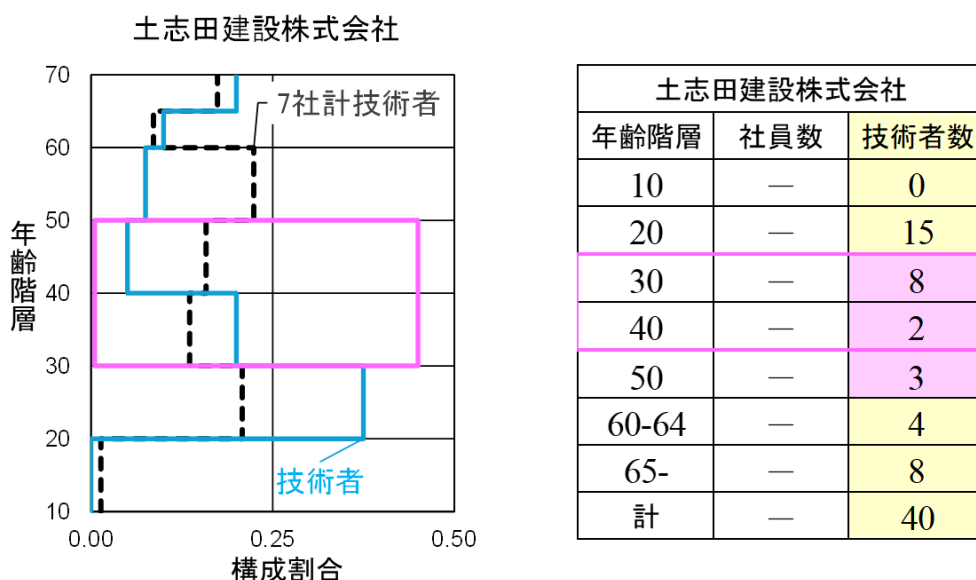 土志田建設株式会社
70
60
50
40
30
20
10
年齢階層
7社計技術者
技術者
0.00 0.25 0.50
構成割合
土志田建設株式会社
年齢階層 社員数 技術者数
10 — 0
20 — 15
30 — 8
40 — 2
50 — 3
60-64 — 4
65- — 8
計 — 40